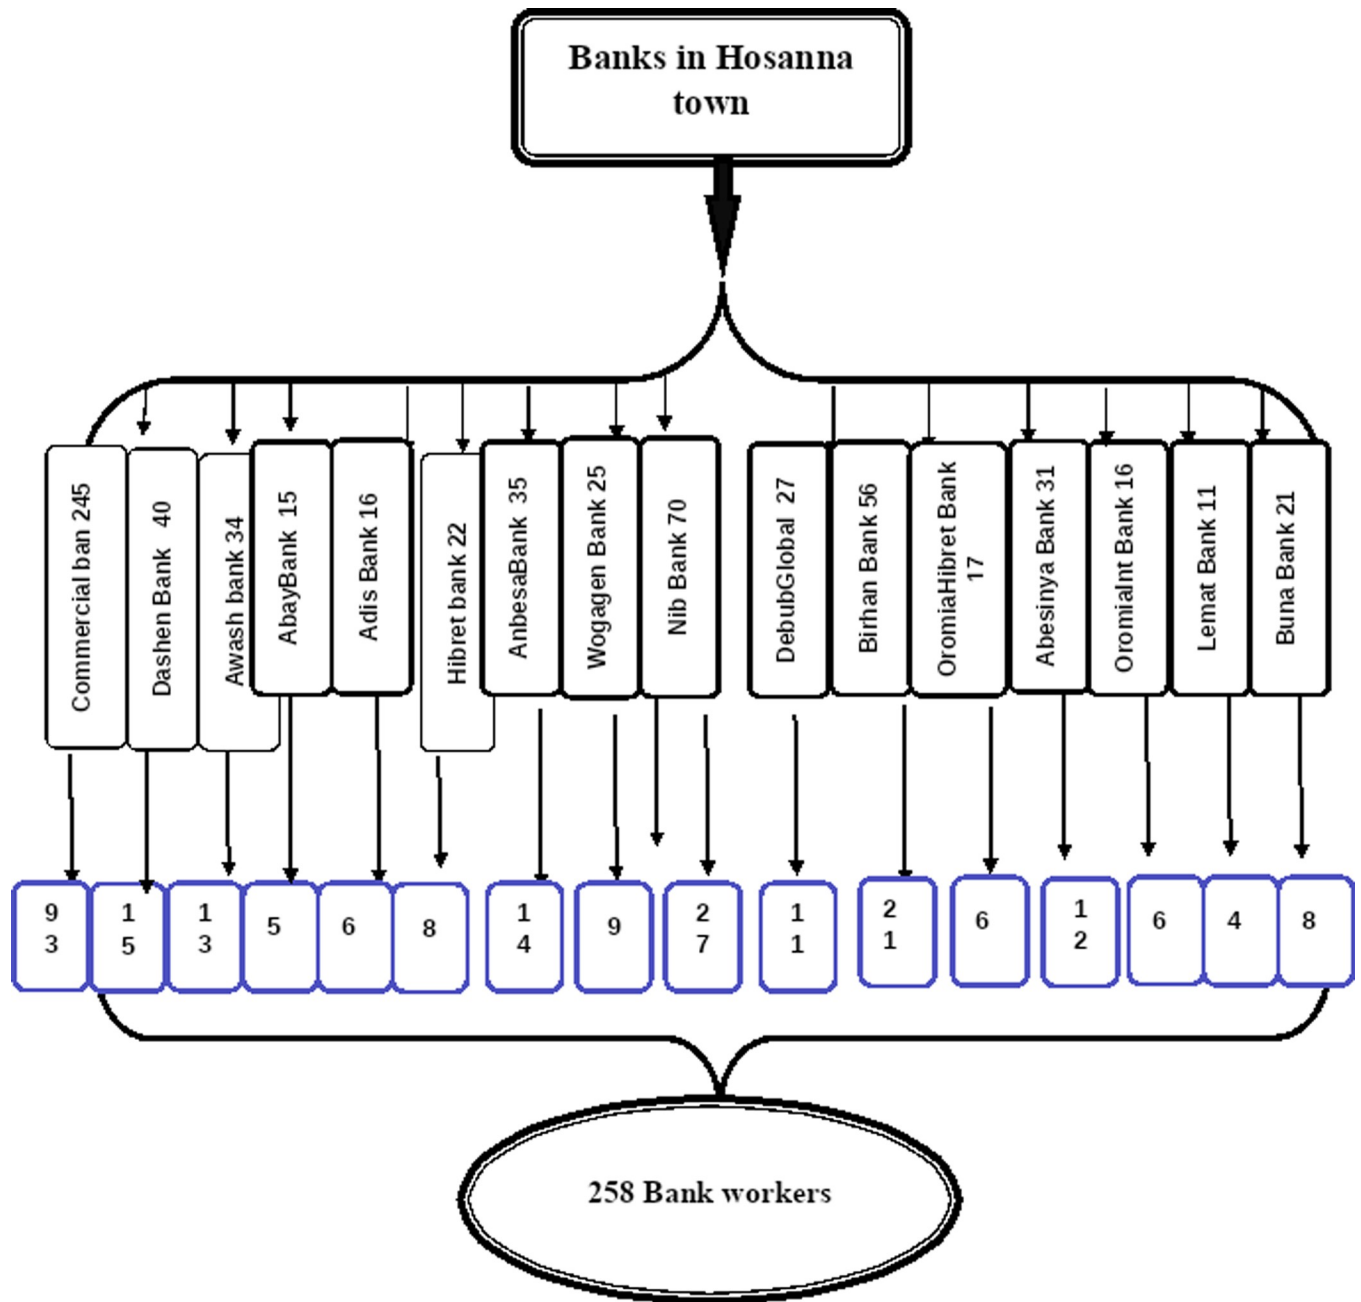 Banks in Hosanna
town
Commercial ban 245
Dashen Bank 40
Awash bank 34
AbayBank 15
Adis Bank 16
Hibret bank 22
AnbesaBank 35
Wogagen Bank 25
Nib Bank 70
DebubGlobal 27
Birhan Bank 56
OromiaHibret Bank
17
Abesinya Bank 31
OromiaInt Bank 16
Lemat Bank 11
Buna Bank 21
9
3
1
5
1
3
5
6
8
1
4
9
2
7
1
1
2
1
6
1
2
6
4
8
258 Bank workers